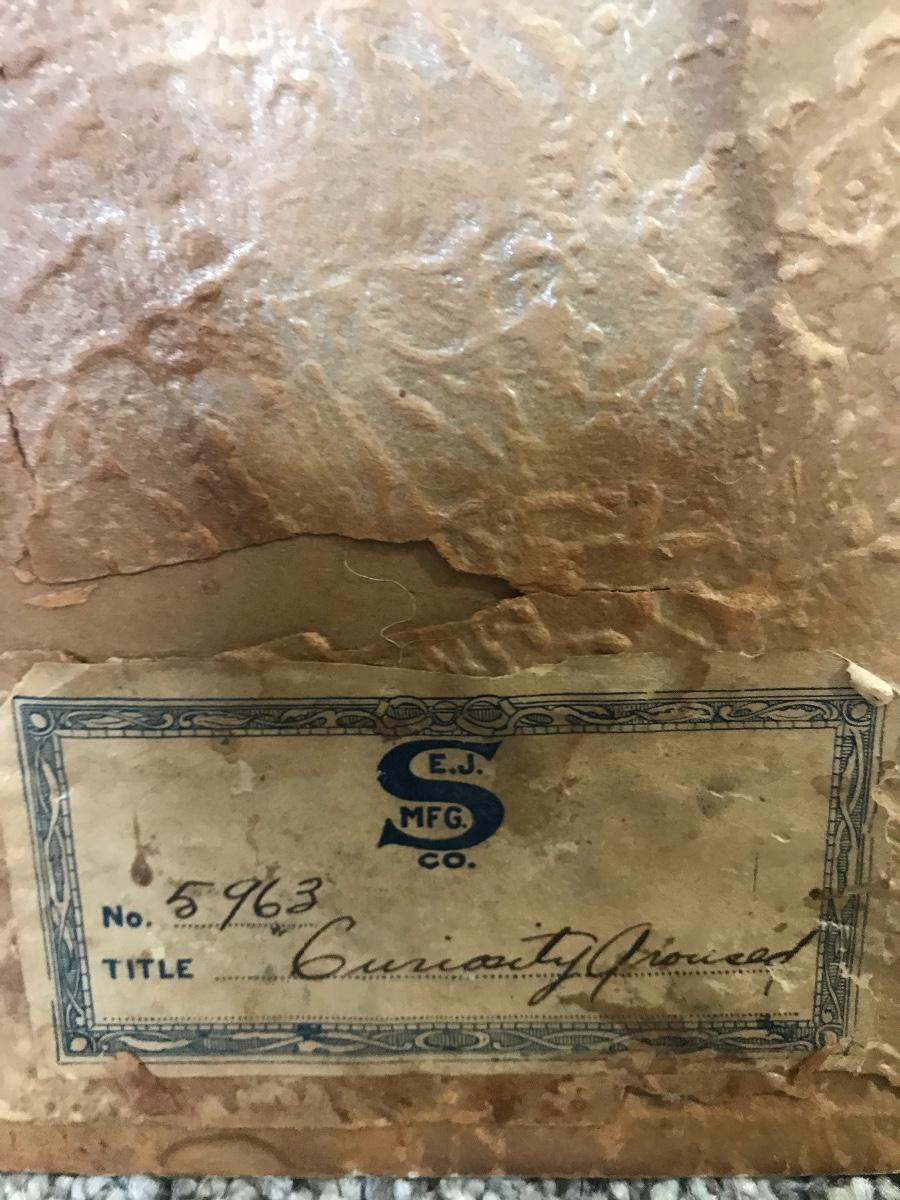 S
E.J.
MFG.
CO.
No. 5963
TITLE Curiosity Aroused